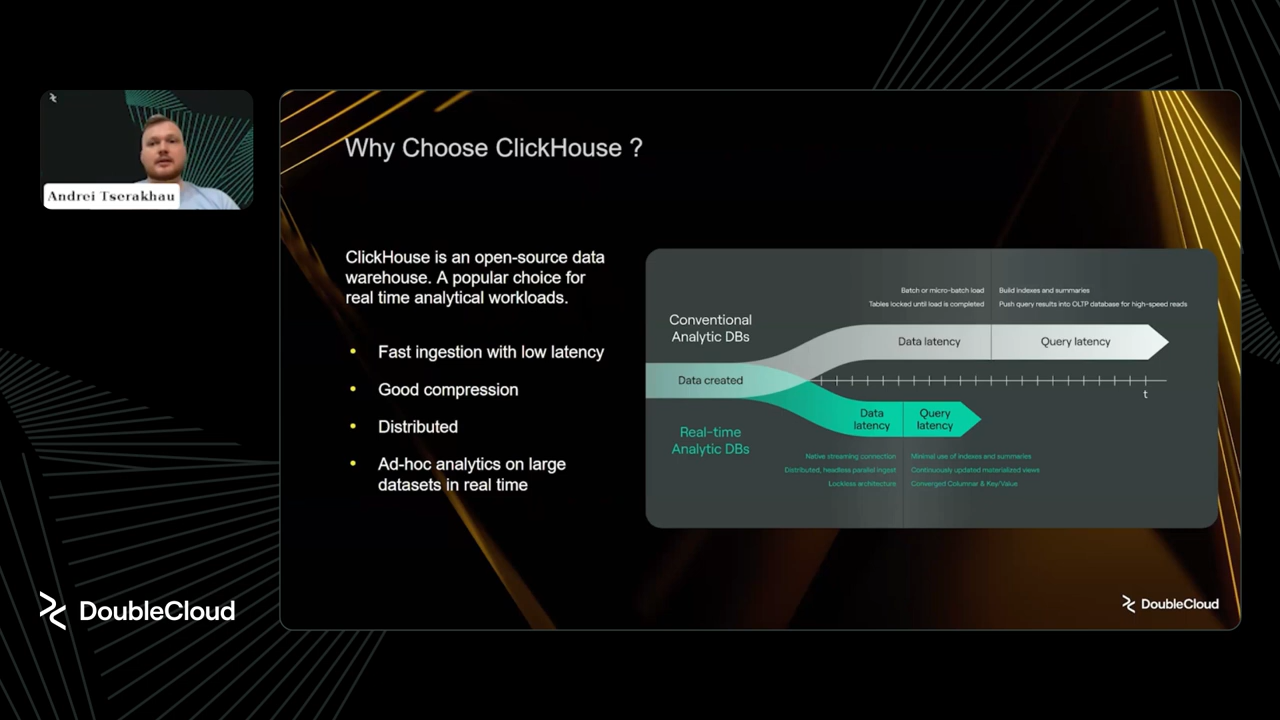 Andrei Tserakhau
DoubleCloud
Why Choose ClickHouse ?
ClickHouse is an open-source data
warehouse. A popular choice for
real time analytical workloads.
• Fast ingestion with low latency
• Good compression
• Distributed
• Ad-hoc analytics on large
datasets in real time
Batch or micro-batch load
Tables locked until load is completed
Build indexes and summaries
Push query results into OLTP database for high-speed reads
Conventional
Analytic DBs
Data latency
Query latency
Data created
t
Data
latency
Query
latency
Real-time
Analytic DBs
Native streaming connection
Distributed, headless parallel ingest
Lockless architecture
Minimal use of indexes and summaries
Continuously updated materialized views
Converged Columnar & Key/Value
DoubleCloud